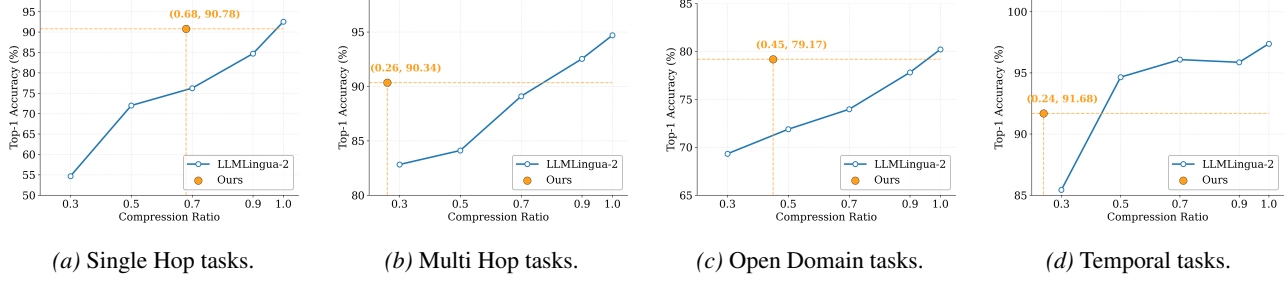 95
90
85
80
75
70
65
60
55
50
Top-1 Accuracy (%)
(0.68, 90.78)
LLMLingua-2
Ours
0.3 0.5 0.7 0.9 1.0
Compression Ratio
(a) Single Hop tasks.
95
90
85
80
Top-1 Accuracy (%)
(0.26, 90.34)
LLMLingua-2
Ours
0.3 0.5 0.7 0.9 1.0
Compression Ratio
(b) Multi Hop tasks.
85
80
75
70
65
Top-1 Accuracy (%)
(0.45, 79.17)
LLMLingua-2
Ours
0.3 0.5 0.7 0.9 1.0
Compression Ratio
(c) Open Domain tasks.
100
95
90
85
Top-1 Accuracy (%)
(0.24, 91.68)
LLMLingua-2
Ours
0.3 0.5 0.7 0.9 1.0
Compression Ratio
(d) Temporal tasks.